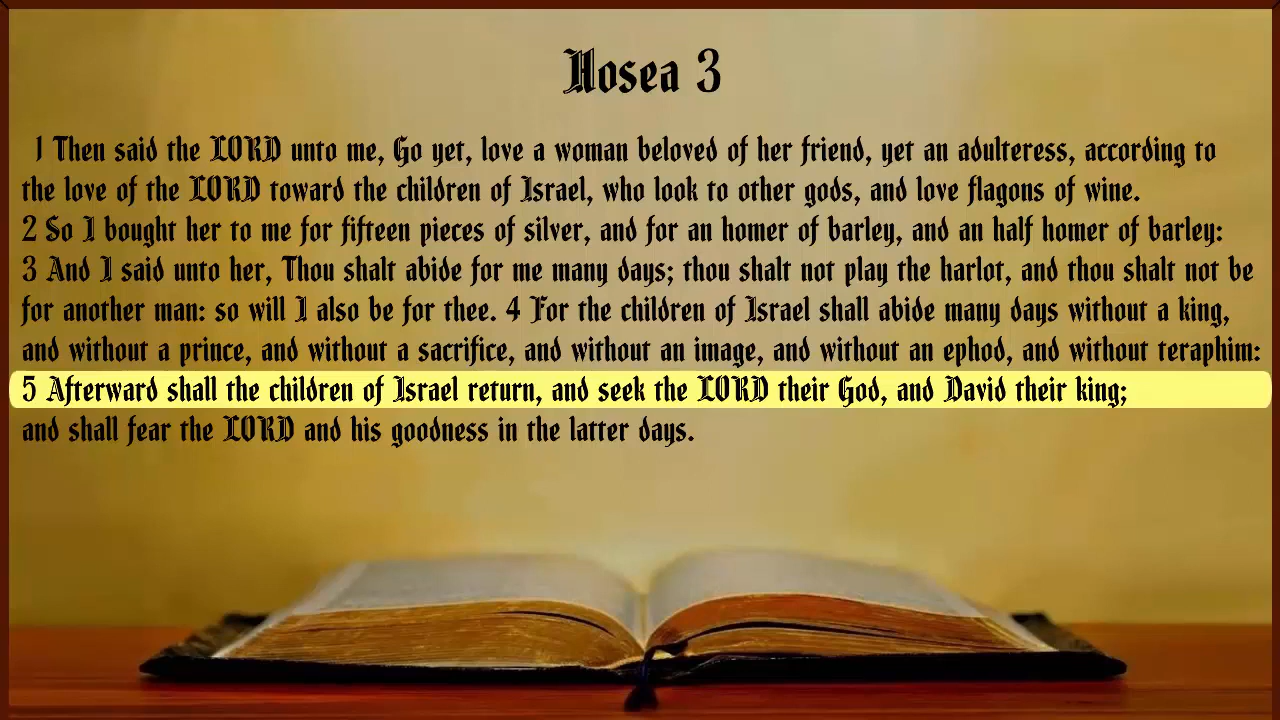 Hosea 3
1 Then said the LORD unto me, Go yet, love a woman beloved of her friend, yet an adulteress, according to
the love of the LORD toward the children of Israel, who look to other gods, and love flagons of wine.
2 So I bought her to me for fifteen pieces of silver, and for an homer of barley, and an half homer of barley:
3 And I said unto her, Thou shalt abide for me many days; thou shalt not play the harlot, and thou shalt not be
for another man: so will I also be for thee. 4 For the children of Israel shall abide many days without a king,
and without a prince, and without a sacrifice, and without an image, and without an ephod, and without teraphim:
5 Afterward shall the children of Israel return, and seek the LORD their God, and David their king;
and shall fear the LORD and his goodness in the latter days.